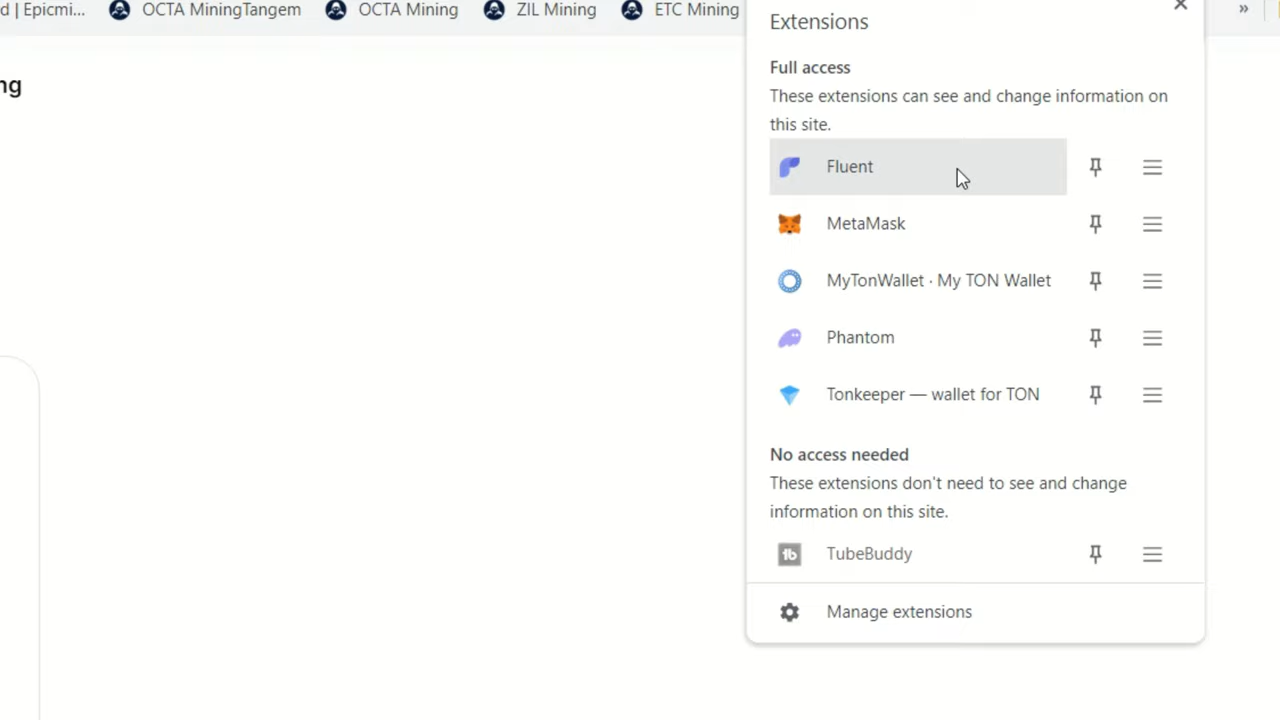 d | Epicmi... OCTA MiningTangem OCTA Mining ZIL Mining ETC Mining »
Extensions
ng
Full access
These extensions can see and change information on
this site.
Fluent
MetaMask
MyTonWallet · My TON Wallet
Phantom
Tonkeeper — wallet for TON
No access needed
These extensions don't need to see and change
information on this site.
tb TubeBuddy
Manage extensions